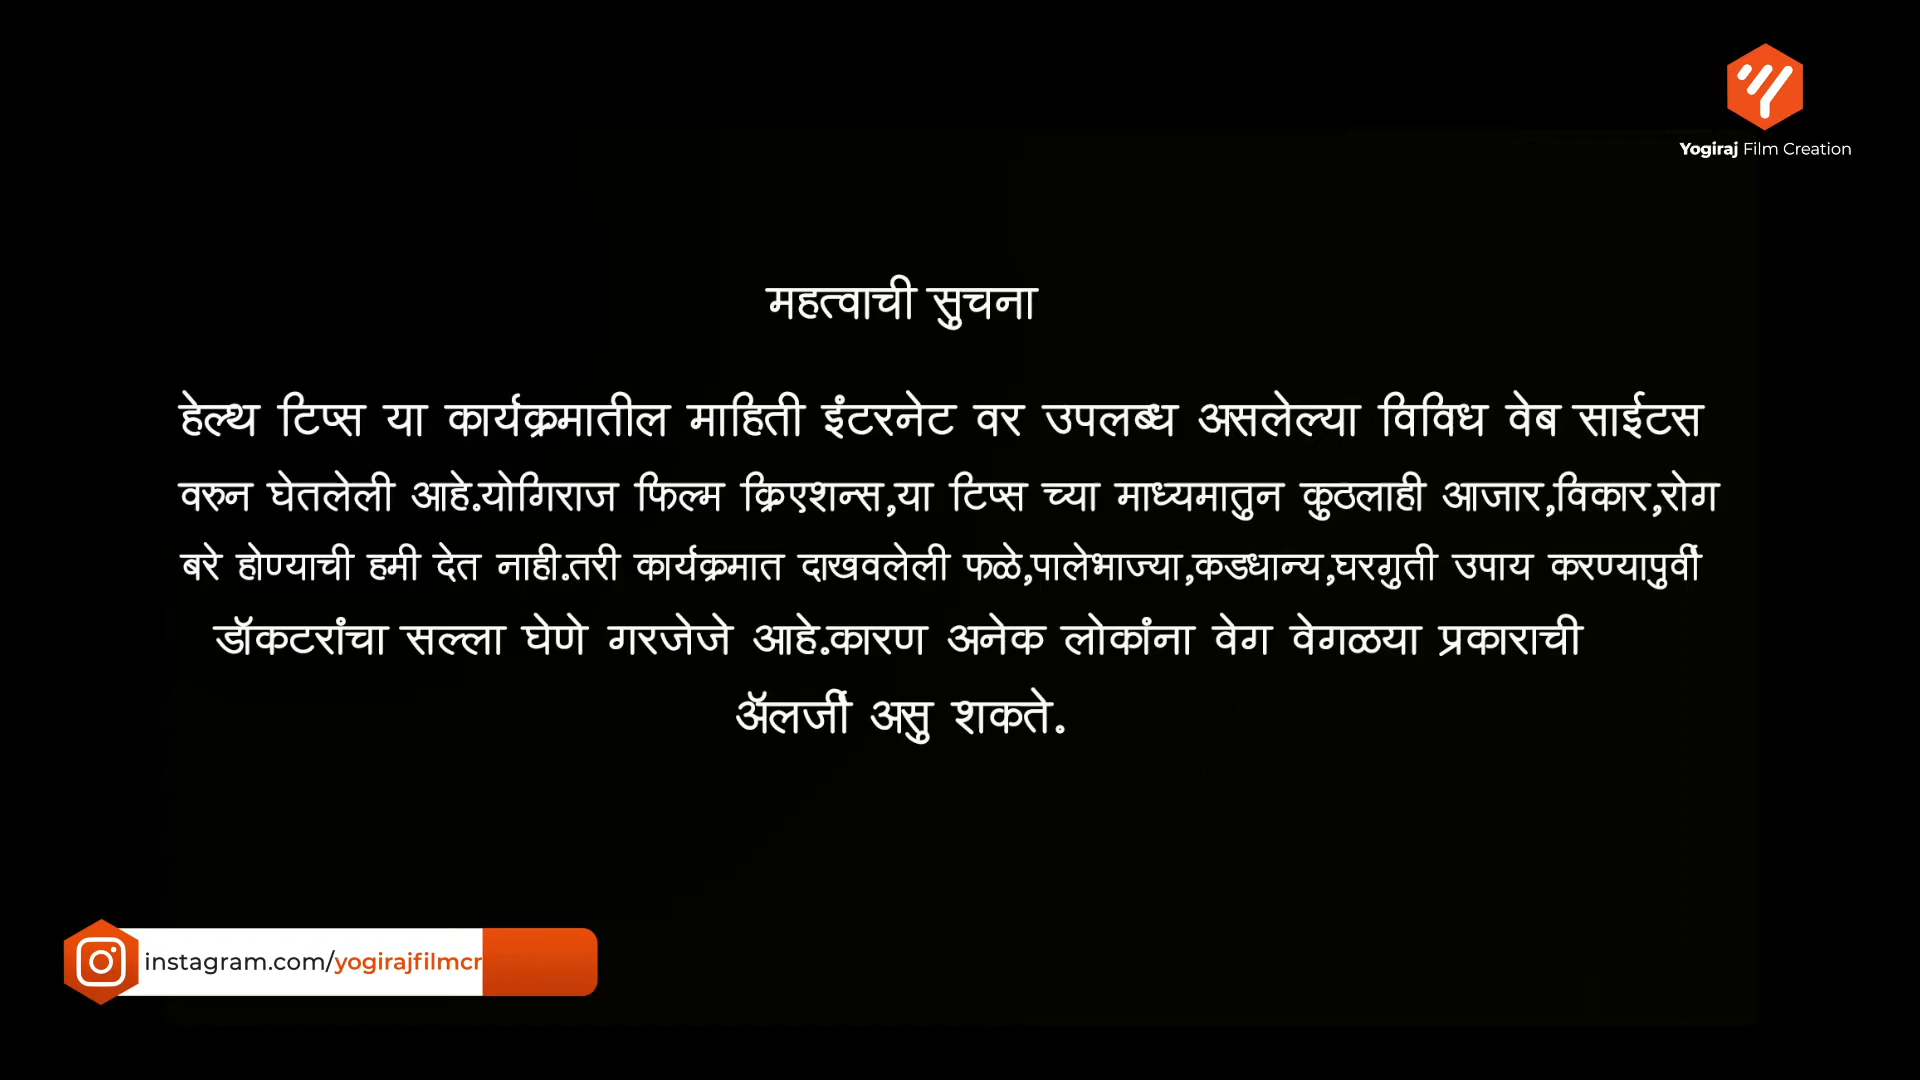 Yogiraj Film Creation
महत्वाची सुचना
हेल्थ टिप्स या कार्यक्रमातील माहिती इंटरनेट वर उपलब्ध असलेल्या विविध वेब साईटस
वरुन घेतलेली आहे.योगिराज फिल्म क्रिएशन्स,या टिप्स च्या माध्यमातुन कुठलाही आजार,विकार,रोग
बरे होण्याची हमी देत नाही.तरी कार्यक्रमात दाखवलेली फळे,पालेभाज्या,कडधान्य,घरगुती उपाय करण्यापुर्वी
डॉकटरांचा सल्ला घेणे गरजेजे आहे.कारण अनेक लोकांना वेग वेगळया प्रकाराची
ॲलर्जी असु शकते.
instagram.com/yogirajfilmcr